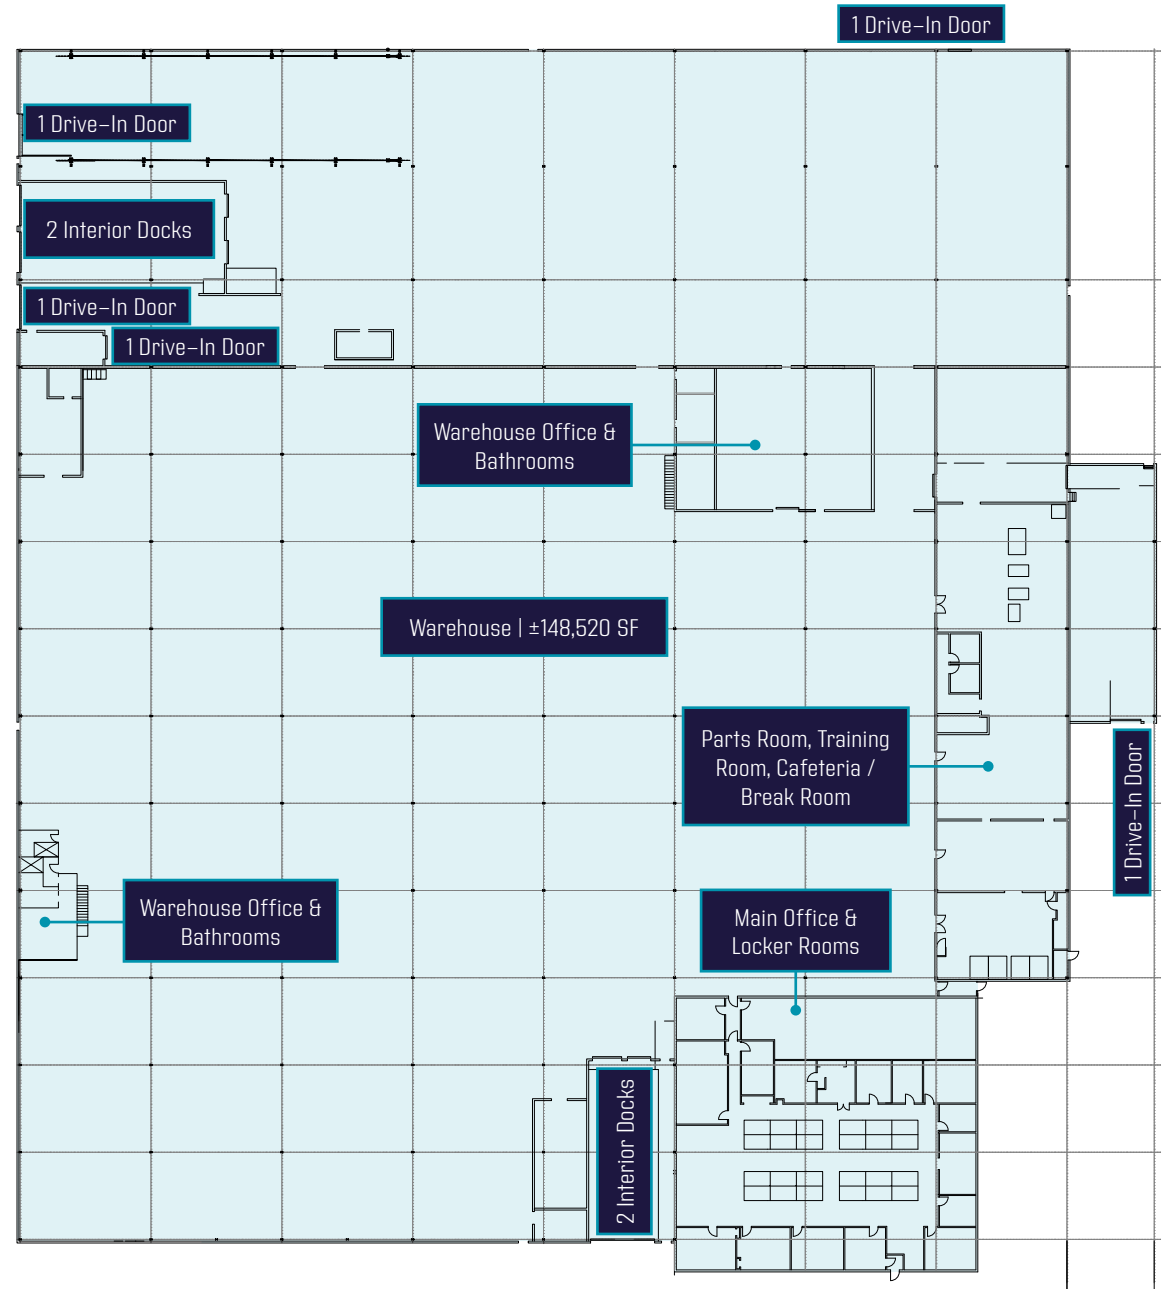 1 Drive-In Door
1 Drive-In Door
2 Interior Docks
1 Drive-In Door
1 Drive-In Door
Warehouse Office &
Bathrooms
Warehouse | ±148,520 SF
Parts Room, Training
Room, Cafeteria /
Break Room
1 Drive-In Door
Warehouse Office &
Bathrooms
Main Office &
Locker Rooms
2 Interior Docks